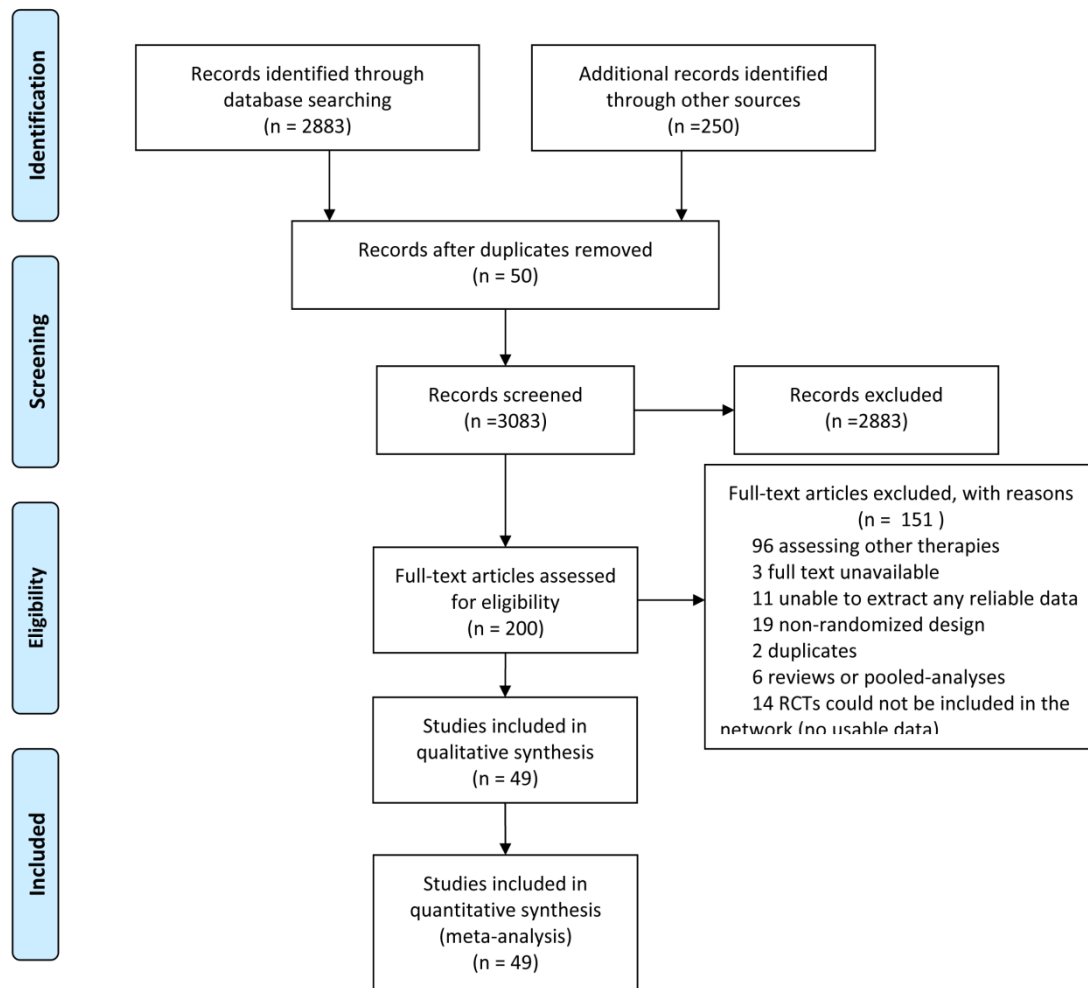 Identification
Records identified through
database searching
(n = 2883)
Additional records identified
through other sources
(n =250)
Records after duplicates removed
(n = 50)
Screening
Records screened
(n =3083)
Records excluded
(n =2883)
Eligibility
Full-text articles assessed
for eligibility
(n = 200)
Full-text articles excluded, with reasons
(n =  151 )
96 assessing other therapies
3 full text unavailable
11 unable to extract any reliable data
19 non-randomized design
2 duplicates
6 reviews or pooled-analyses
14 RCTs could not be included in the
network (no usable data)
Studies included in
qualitative synthesis
(n = 49)
Included
Studies included in
quantitative synthesis
(meta-analysis)
(n = 49)